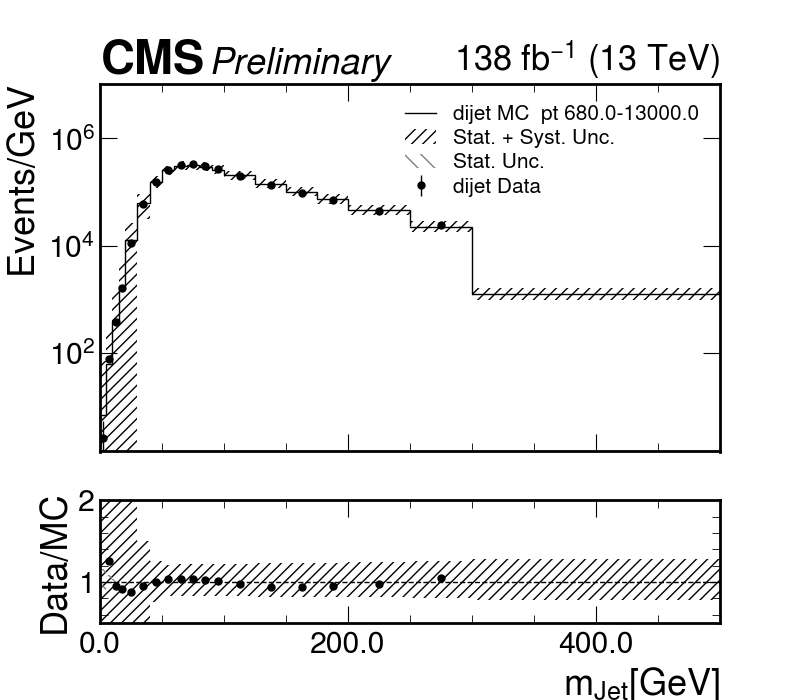 CMS Preliminary 138 fb⁻¹ (13 TeV)
Events/GeV
10⁶
10⁴
10²
dijet MC pt 680.0-13000.0
Stat. + Syst. Unc.
Stat. Unc.
dijet Data
Data/MC
2
1
0.0 200.0 400.0
m_Jet[GeV]